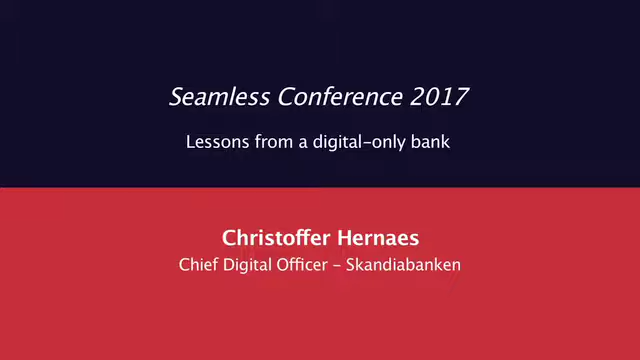 Seamless Conference 2017
Lessons from a digital-only bank
Christoffer Hernaes
Chief Digital Officer - Skandiabanken